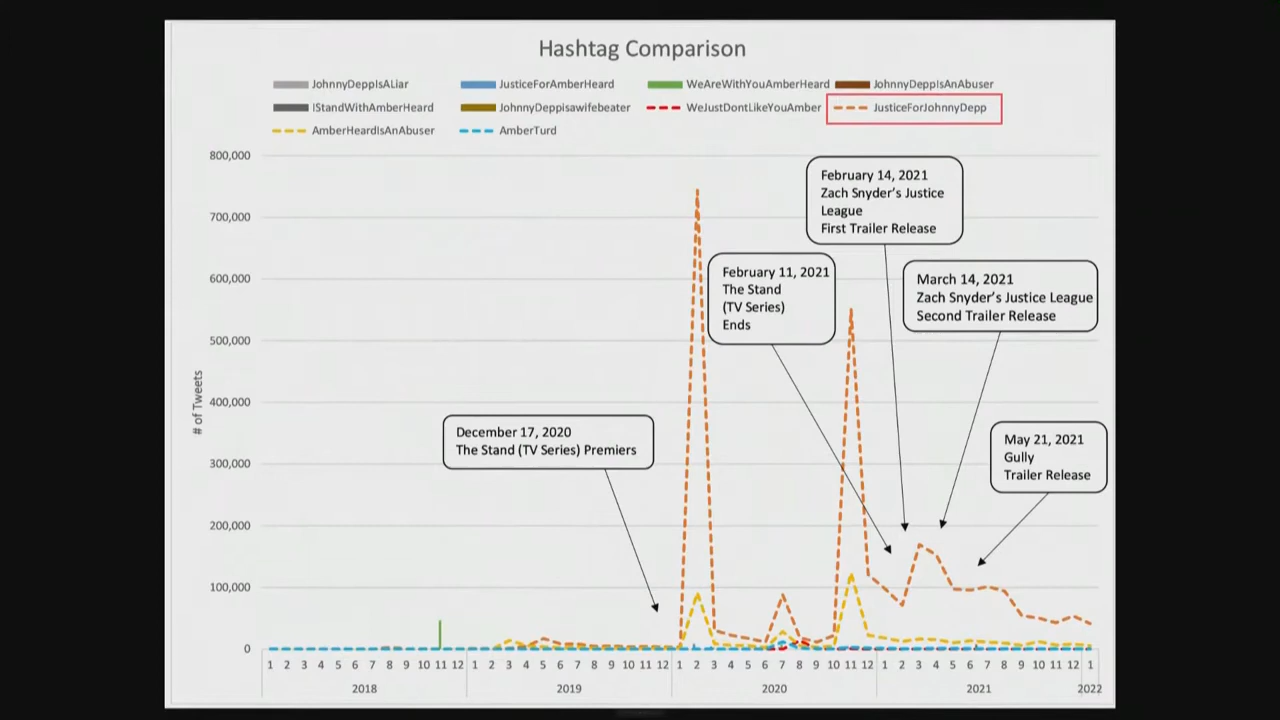 Hashtag Comparison
JohnnyDeppIsALiar JusticeForAmberHeard WeAreWithYouAmberHeard JohnnyDeppIsAnAbuser
IStandWithAmberHeard JohnnyDeppisawifebeater WeJustDontLikeYouAmber JusticeForJohnnyDepp
AmberHeardIsAnAbuser AmberTurd
# of Tweets
800,000
700,000
600,000
500,000
400,000
300,000
200,000
100,000
0
February 14, 2021
Zach Snyder's Justice
League
First Trailer Release
February 11, 2021
The Stand
(TV Series)
Ends
March 14, 2021
Zach Snyder's Justice League
Second Trailer Release
December 17, 2020
The Stand (TV Series) Premiers
May 21, 2021
Gully
Trailer Release
1 2 3 4 5 6 7 8 9 10 11 12 1 2 3 4 5 6 7 8 9 10 11 12 1 2 3 4 5 6 7 8 9 10 11 12 1 2 3 4 5 6 7 8 9 10 11 12 1
2018 2019 2020 2021 2022